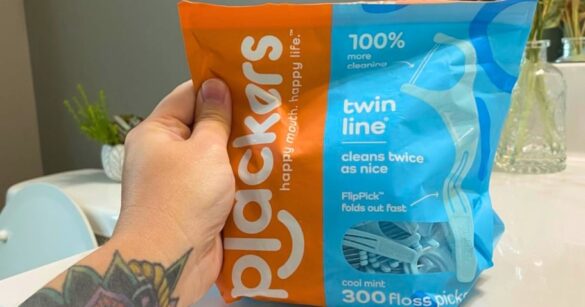 plackers
happy mouth. happy life.™
100%
more
cleaning
twin
line®
cleans twice
as nice
FlipPick™
folds out fast
cool mint
300 floss picks